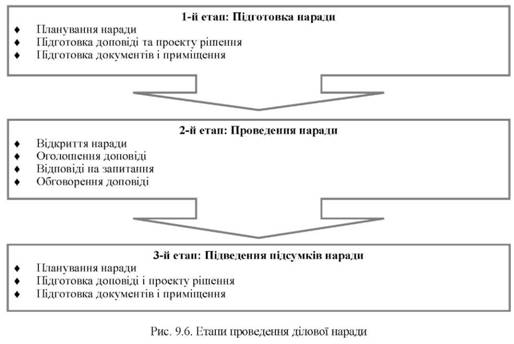 1-й етап: Підготовка наради
♦ Планування наради
♦ Підготовка доповіді та проекту рішення
♦ Підготовка документів і приміщення
2-й етап: Проведення наради
♦ Відкриття наради
♦ Оголошення доповіді
♦ Відповіді на запитання
♦ Обговорення доповіді
3-й етап: Підведення підсумків наради
♦ Планування наради
♦ Підготовка доповіді і проекту рішення
♦ Підготовка документів і приміщення
Рис. 9.6. Етапи проведення ділової наради